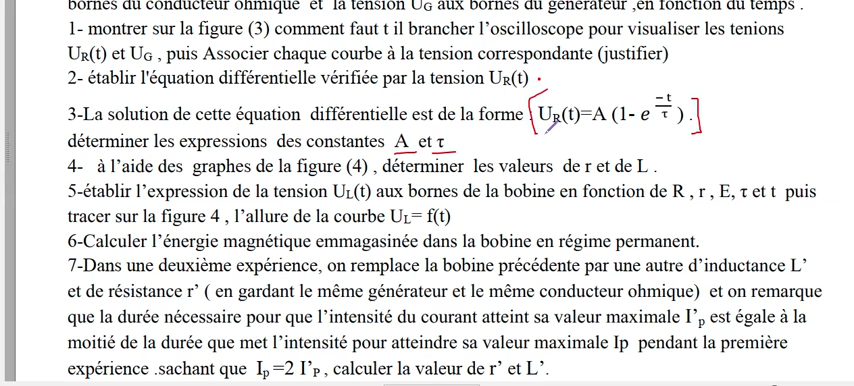 bornes du conducteur ohmique et la tension UG aux bornes du générateur ,en fonction du temps .
1- montrer sur la figure (3) comment faut t il brancher l'oscilloscope pour visualiser les tenions
UR(t) et UG , puis Associer chaque courbe à la tension correspondante (justifier)
2- établir l'équation différentielle vérifiée par la tension UR(t) .
3-La solution de cette équation différentielle est de la forme : UR(t)=A (1- e^(-t/τ) ) .
déterminer les expressions des constantes A et τ
4- à l'aide des graphes de la figure (4) , déterminer les valeurs de r et de L .
5-établir l'expression de la tension UL(t) aux bornes de la bobine en fonction de R , r , E, τ et t puis
tracer sur la figure 4 , l'allure de la courbe UL= f(t)
6-Calculer l'énergie magnétique emmagasinée dans la bobine en régime permanent.
7-Dans une deuxième expérience, on remplace la bobine précédente par une autre d'inductance L'
et de résistance r' ( en gardant le même générateur et le même conducteur ohmique) et on remarque
que la durée nécessaire pour que l'intensité du courant atteint sa valeur maximale I'p est égale à la
moitié de la durée que met l'intensité pour atteindre sa valeur maximale Ip pendant la première
expérience .sachant que Ip=2 I'P , calculer la valeur de r' et L'.